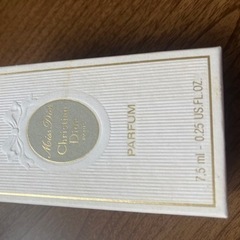 Miss Dior
Christian
Dior
PARFUM
7,5 ml - 0.25 US.FL.OZ.